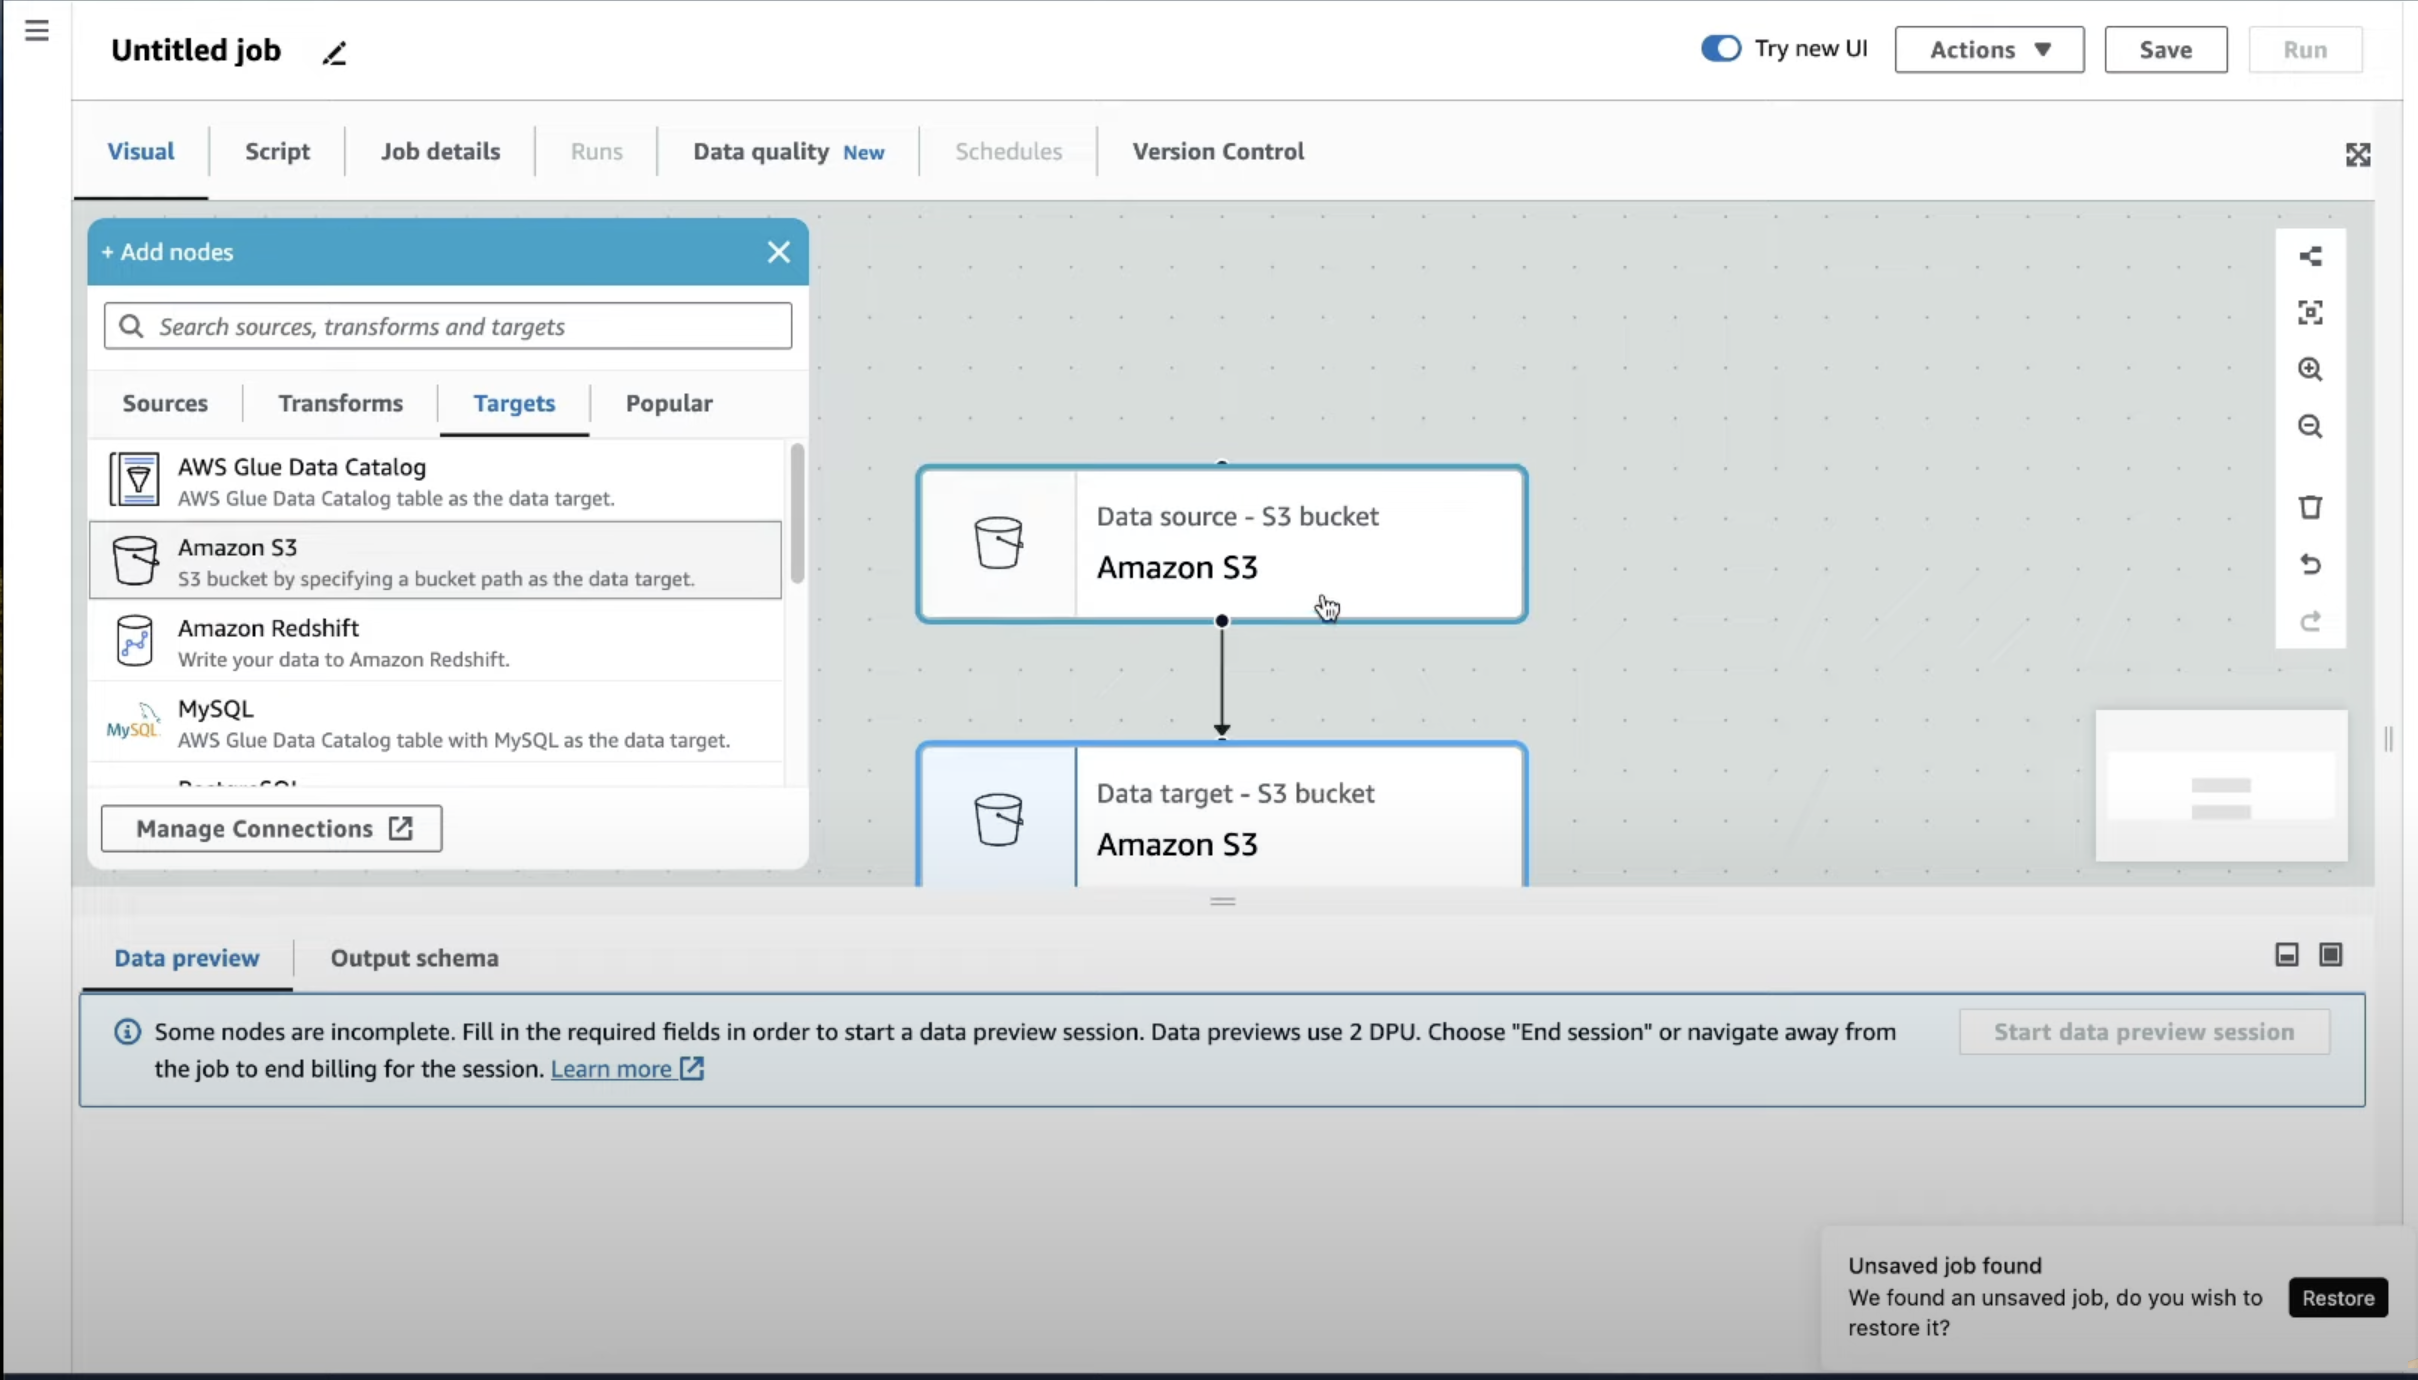 Untitled job
Try new UI
Actions
Save
Run
Visual
Script
Job details
Runs
Data quality New
Schedules
Version Control
+ Add nodes
Search sources, transforms and targets
Sources
Transforms
Targets
Popular
AWS Glue Data Catalog
AWS Glue Data Catalog table as the data target.
Amazon S3
S3 bucket by specifying a bucket path as the data target.
Amazon Redshift
Write your data to Amazon Redshift.
MySQL
MySQL
AWS Glue Data Catalog table with MySQL as the data target.
Manage Connections
Data source - S3 bucket
Amazon S3
Data target - S3 bucket
Amazon S3
Data preview
Output schema
Some nodes are incomplete. Fill in the required fields in order to start a data preview session. Data previews use 2 DPU. Choose "End session" or navigate away from
the job to end billing for the session. Learn more
Start data preview session
Unsaved job found
We found an unsaved job, do you wish to
restore it?
Restore